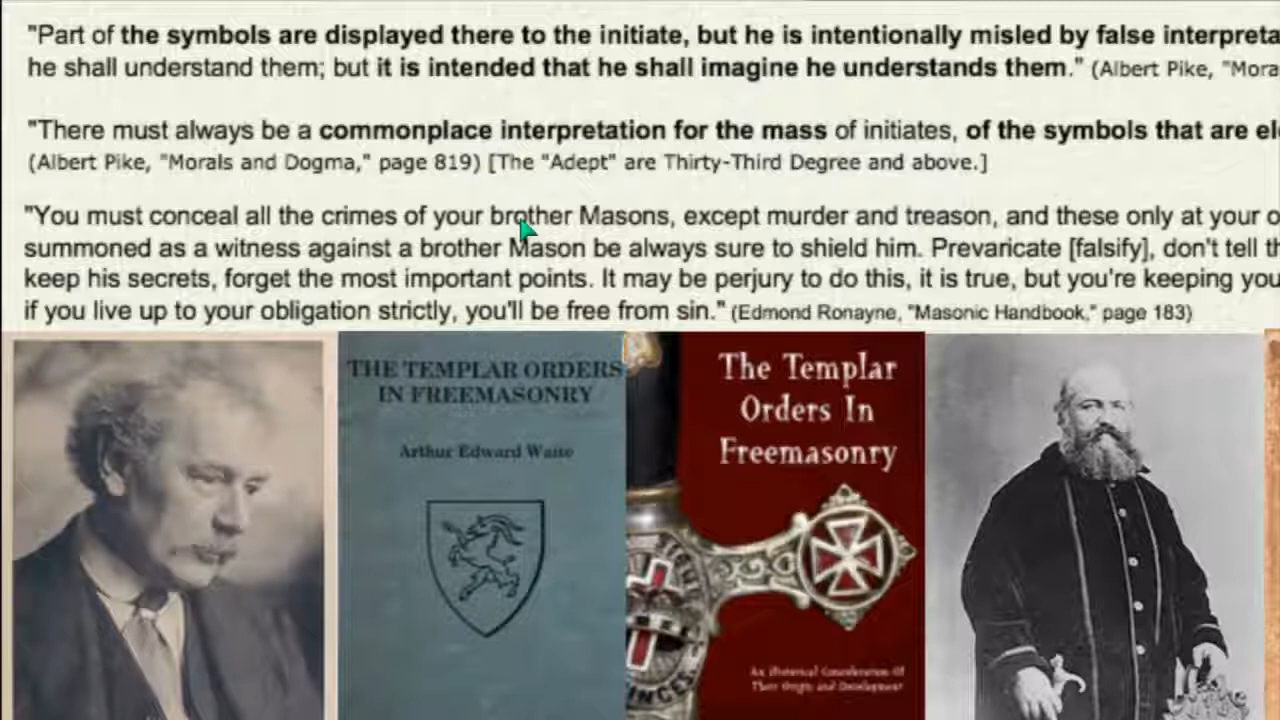 "Part of the symbols are displayed there to the initiate, but he is intentionally misled by false interpreta
he shall understand them; but it is intended that he shall imagine he understands them." (Albert Pike, "Mora
"There must always be a commonplace interpretation for the mass of initiates, of the symbols that are el
(Albert Pike, "Morals and Dogma," page 819) [The "Adept" are Thirty-Third Degree and above.]
"You must conceal all the crimes of your brother Masons, except murder and treason, and these only at your o
summoned as a witness against a brother Mason be always sure to shield him. Prevaricate [falsify], don't tell th
keep his secrets, forget the most important points. It may be perjury to do this, it is true, but you're keeping you
if you live up to your obligation strictly, you'll be free from sin." (Edmond Ronayne, "Masonic Handbook," page 183)
THE TEMPLAR ORDERS
IN FREEMASONRY
Arthur Edward Waite
The Templar
Orders In
Freemasonry
An Historical Consideration Of
Their Origin and Development